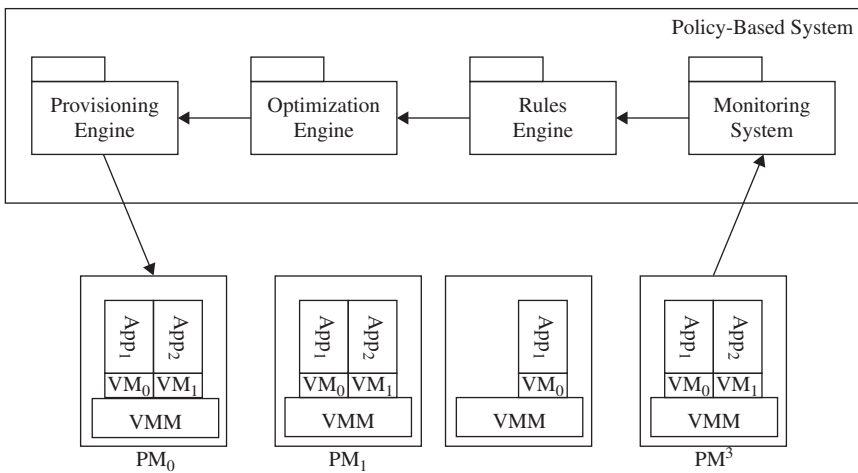 Policy-Based System
Provisioning
Engine
Optimization
Engine
Rules
Engine
Monitoring
System
App₁ App₂
VM₀ VM₁
VMM
PM₀
App₁ App₂
VM₀ VM₁
VMM
PM₁
App₁
VM₀
VMM
App₁ App₂
VM₀ VM₁
VMM
PM³